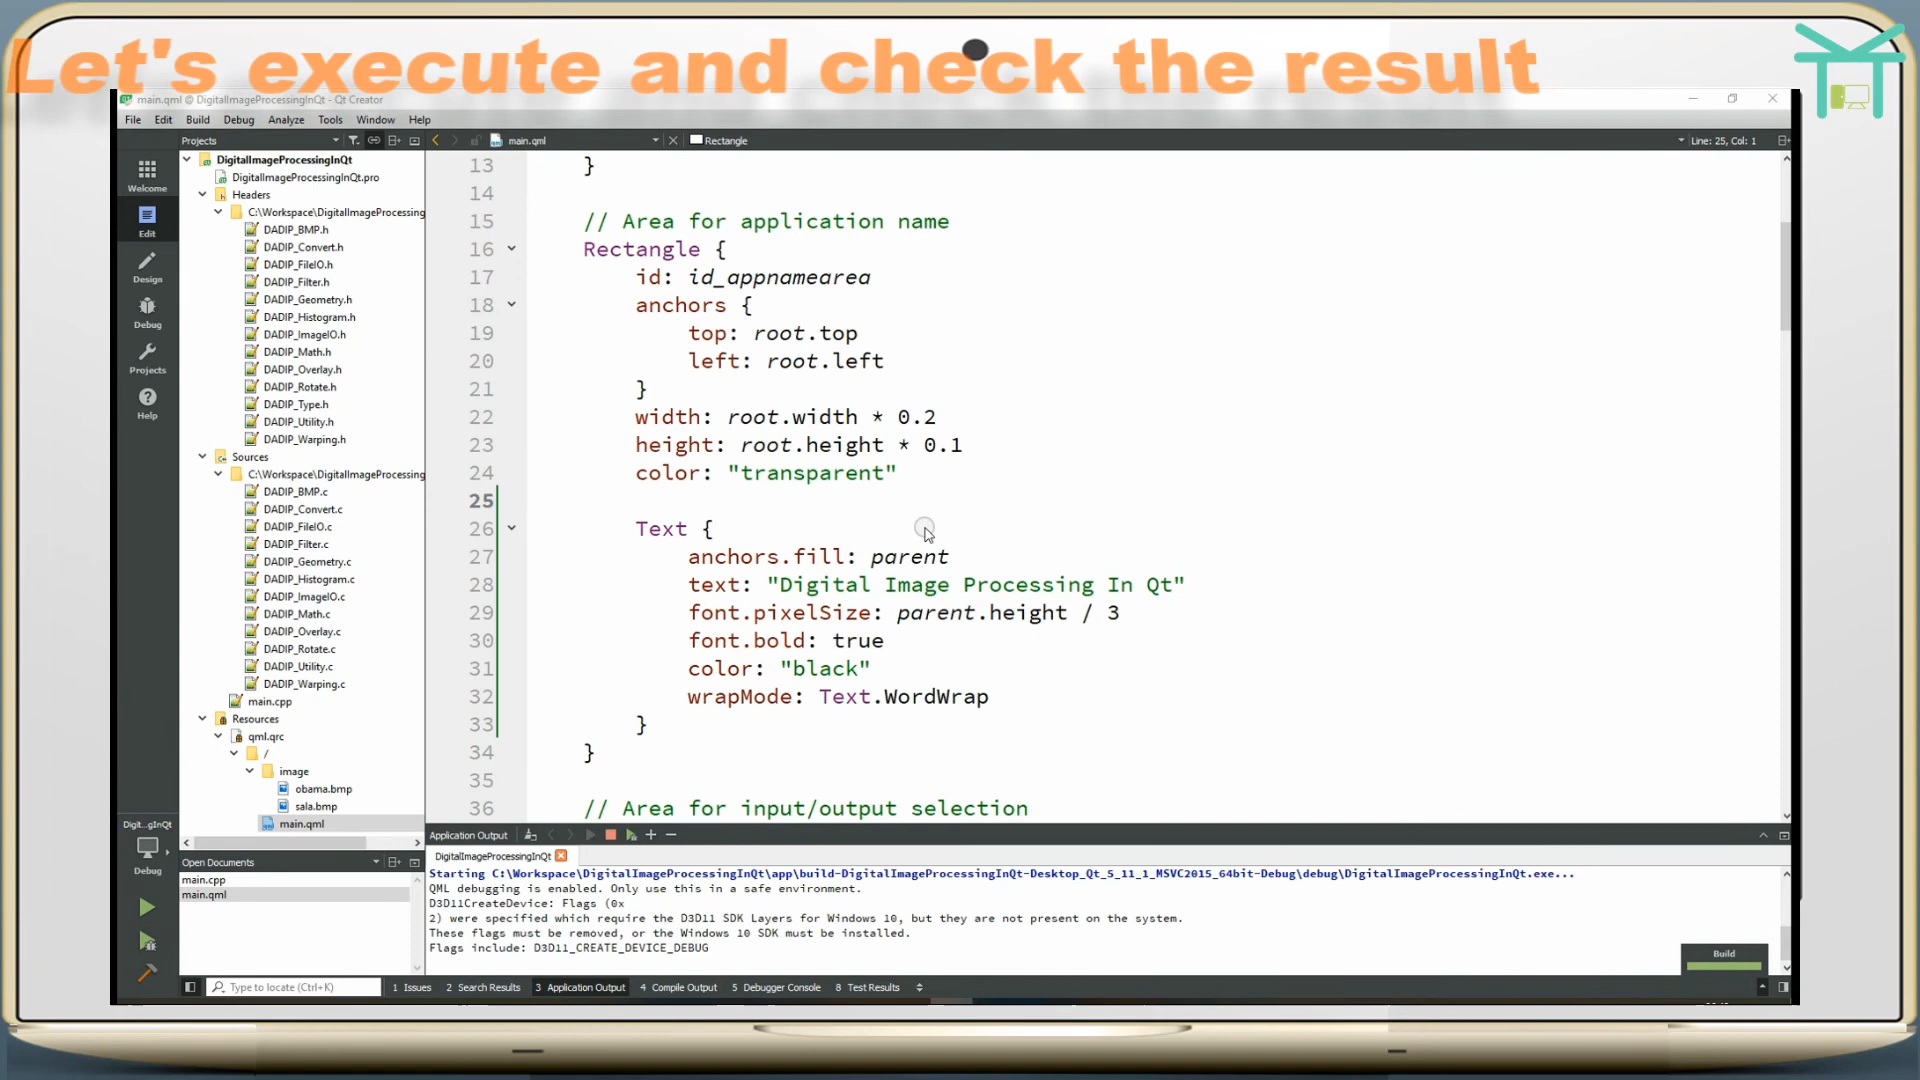 Let's execute and check the result
main.qml @ DigitalImageProcessingInQt - Qt Creator
File Edit Build Debug Analyze Tools Window Help
Projects
main.qml
Rectangle
Line: 25, Col: 1
Welcome
Edit
Design
Debug
Projects
Help
DigitalImageProcessingInQt
DigitalImageProcessingInQt.pro
Headers
C:\Workspace\DigitalImageProcessing
DADIP_BMP.h
DADIP_Convert.h
DADIP_FileIO.h
DADIP_Filter.h
DADIP_Geometry.h
DADIP_Histogram.h
DADIP_ImageIO.h
DADIP_Math.h
DADIP_Overlay.h
DADIP_Rotate.h
DADIP_Type.h
DADIP_Utility.h
DADIP_Warping.h
Sources
C:\Workspace\DigitalImageProcessing
DADIP_BMP.c
DADIP_Convert.c
DADIP_FileIO.c
DADIP_Filter.c
DADIP_Geometry.c
DADIP_Histogram.c
DADIP_ImageIO.c
DADIP_Math.c
DADIP_Overlay.c
DADIP_Rotate.c
DADIP_Utility.c
DADIP_Warping.c
main.cpp
Resources
qml.qrc
/
image
obama.bmp
sala.bmp
main.qml
13 }
14
15 // Area for application name
16 Rectangle {
17 id: id_appnamearea
18 anchors {
19 top: root.top
20 left: root.left
21 }
22 width: root.width * 0.2
23 height: root.height * 0.1
24 color: "transparent"
25
26 Text {
27 anchors.fill: parent
28 text: "Digital Image Processing In Qt"
29 font.pixelSize: parent.height / 3
30 font.bold: true
31 color: "black"
32 wrapMode: Text.WordWrap
33 }
34 }
35
36 // Area for input/output selection
Digit...gInQt
Debug
Open Documents
main.cpp
main.qml
Application Output
DigitalImageProcessingInQt
Starting C:\Workspace\DigitalImageProcessingInQt\app\build-DigitalImageProcessingInQt-Desktop_Qt_5_11_1_MSVC2015_64bit-Debug\debug\DigitalImageProcessingInQt.exe...
QML debugging is enabled. Only use this in a safe environment.
D3D11CreateDevice: Flags (0x
2) were specified which require the D3D11 SDK Layers for Windows 10, but they are not present on the system.
These flags must be removed, or the Windows 10 SDK must be installed.
Flags include: D3D11_CREATE_DEVICE_DEBUG
Build
Type to locate (Ctrl+K)
1 Issues 2 Search Results 3 Application Output 4 Compile Output 5 Debugger Console 8 Test Results